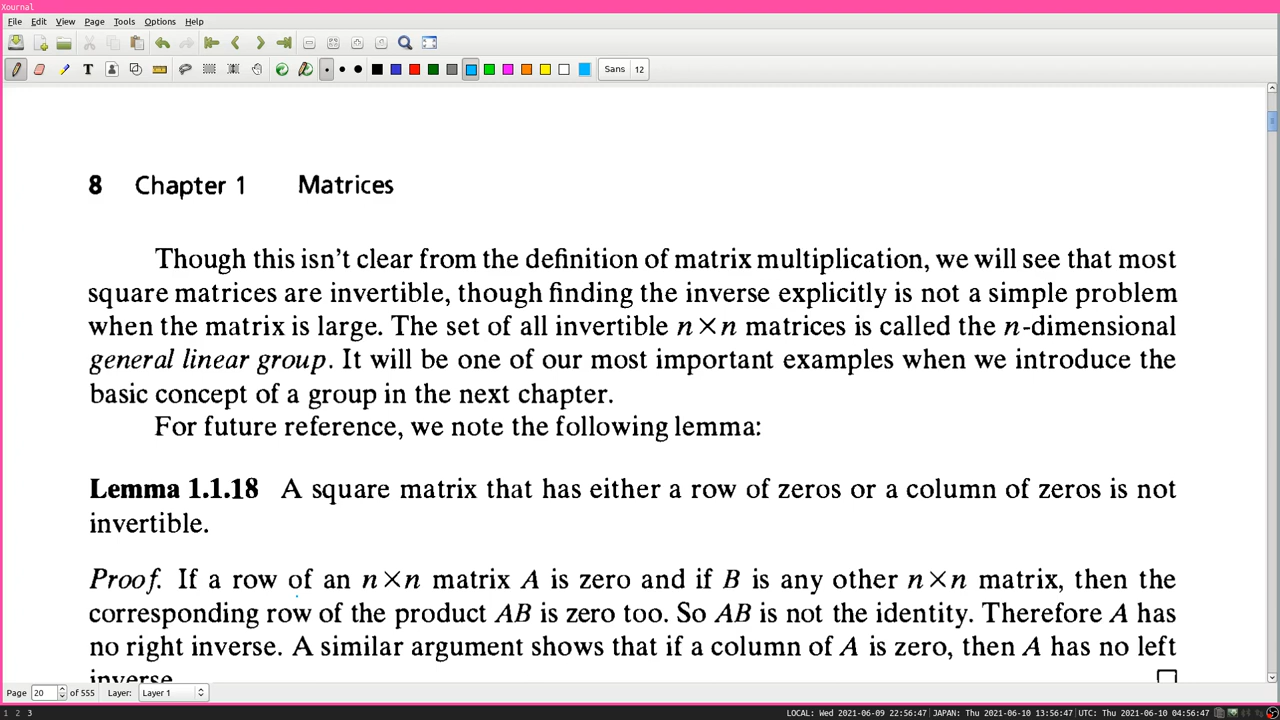 Xournal
File Edit View Page Tools Options Help
T Sans 12
8 Chapter 1 Matrices
Though this isn't clear from the definition of matrix multiplication, we will see that most
square matrices are invertible, though finding the inverse explicitly is not a simple problem
when the matrix is large. The set of all invertible n×n matrices is called the n-dimensional
general linear group. It will be one of our most important examples when we introduce the
basic concept of a group in the next chapter.
For future reference, we note the following lemma:
Lemma 1.1.18 A square matrix that has either a row of zeros or a column of zeros is not
invertible.
Proof. If a row of an n×n matrix A is zero and if B is any other n×n matrix, then the
corresponding row of the product AB is zero too. So AB is not the identity. Therefore A has
no right inverse. A similar argument shows that if a column of A is zero, then A has no left
inverse.
Page 20 of 555 Layer: Layer 1
1 2 3 LOCAL: Wed 2021-06-09 22:56:47|JAPAN: Thu 2021-06-10 13:56:47|UTC: Thu 2021-06-10 04:56:47